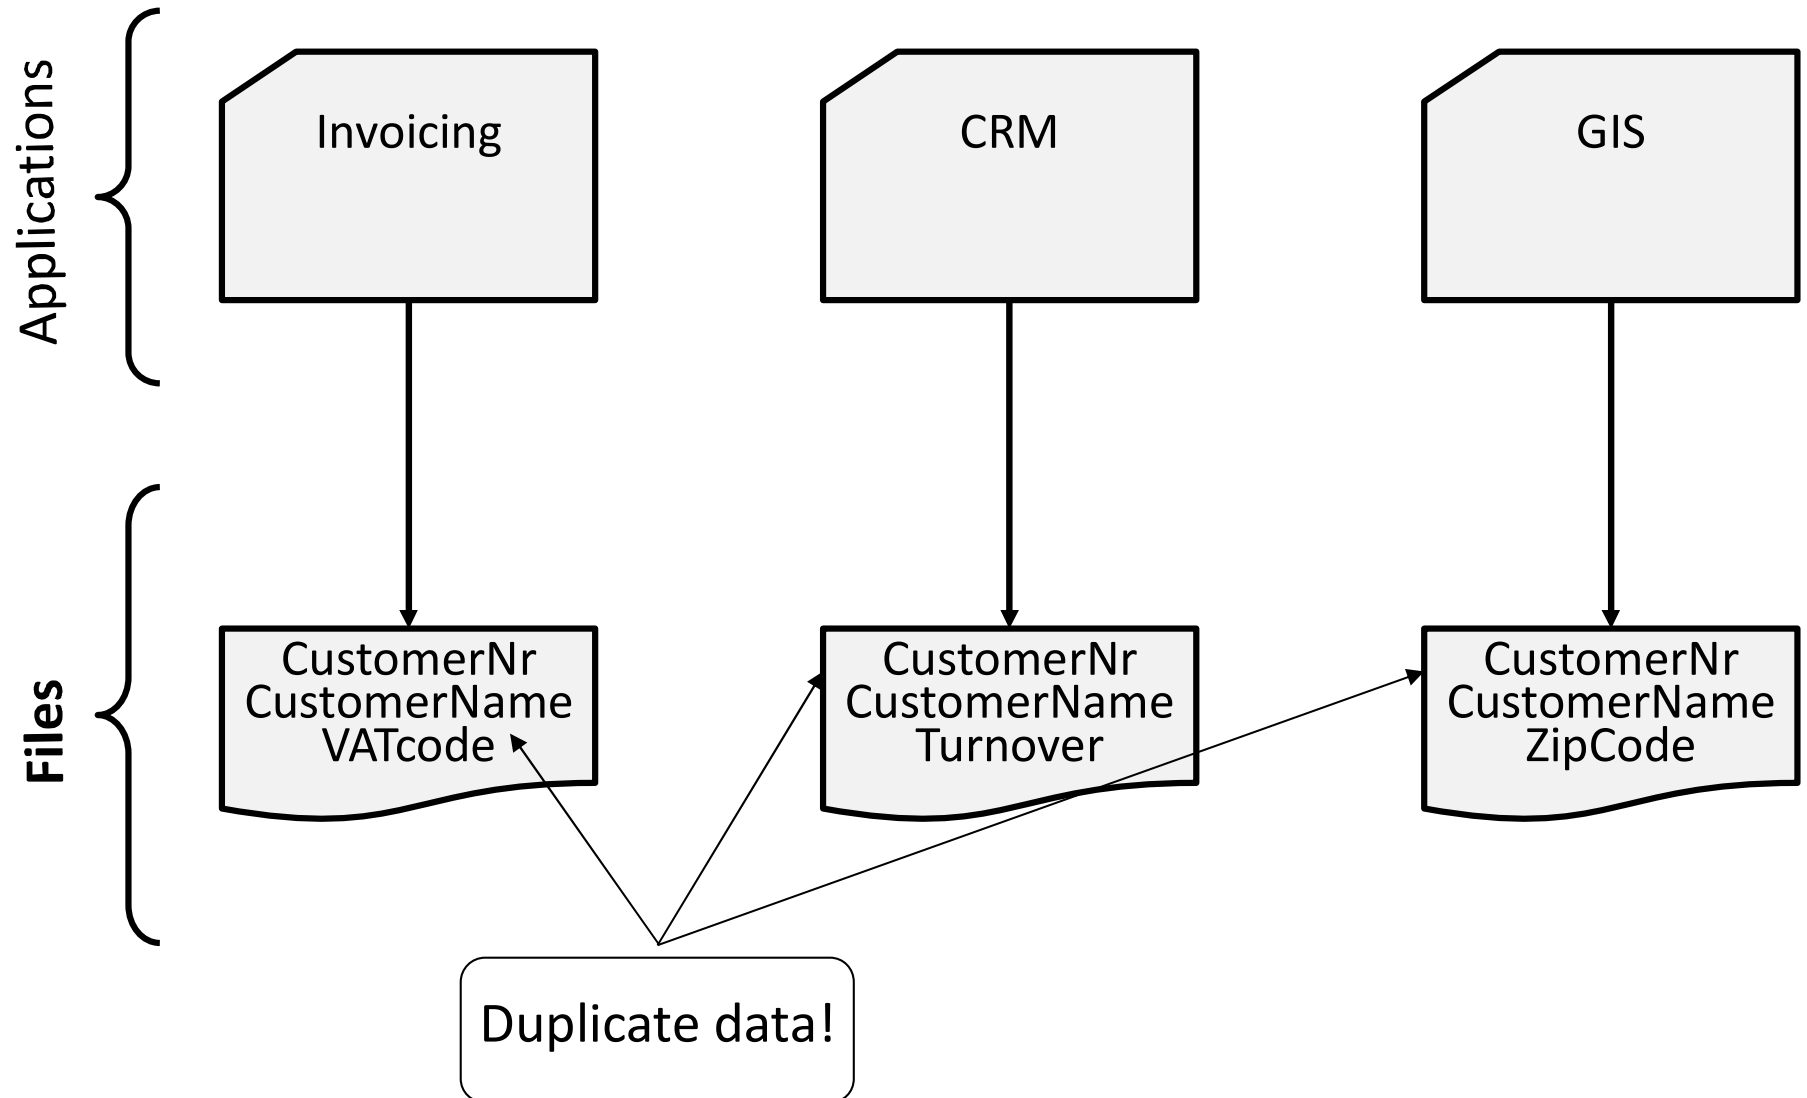 Applications
Invoicing
CRM
GIS
Files
CustomerNr
CustomerName
VATcode
CustomerNr
CustomerName
Turnover
CustomerNr
CustomerName
ZipCode
Duplicate data!